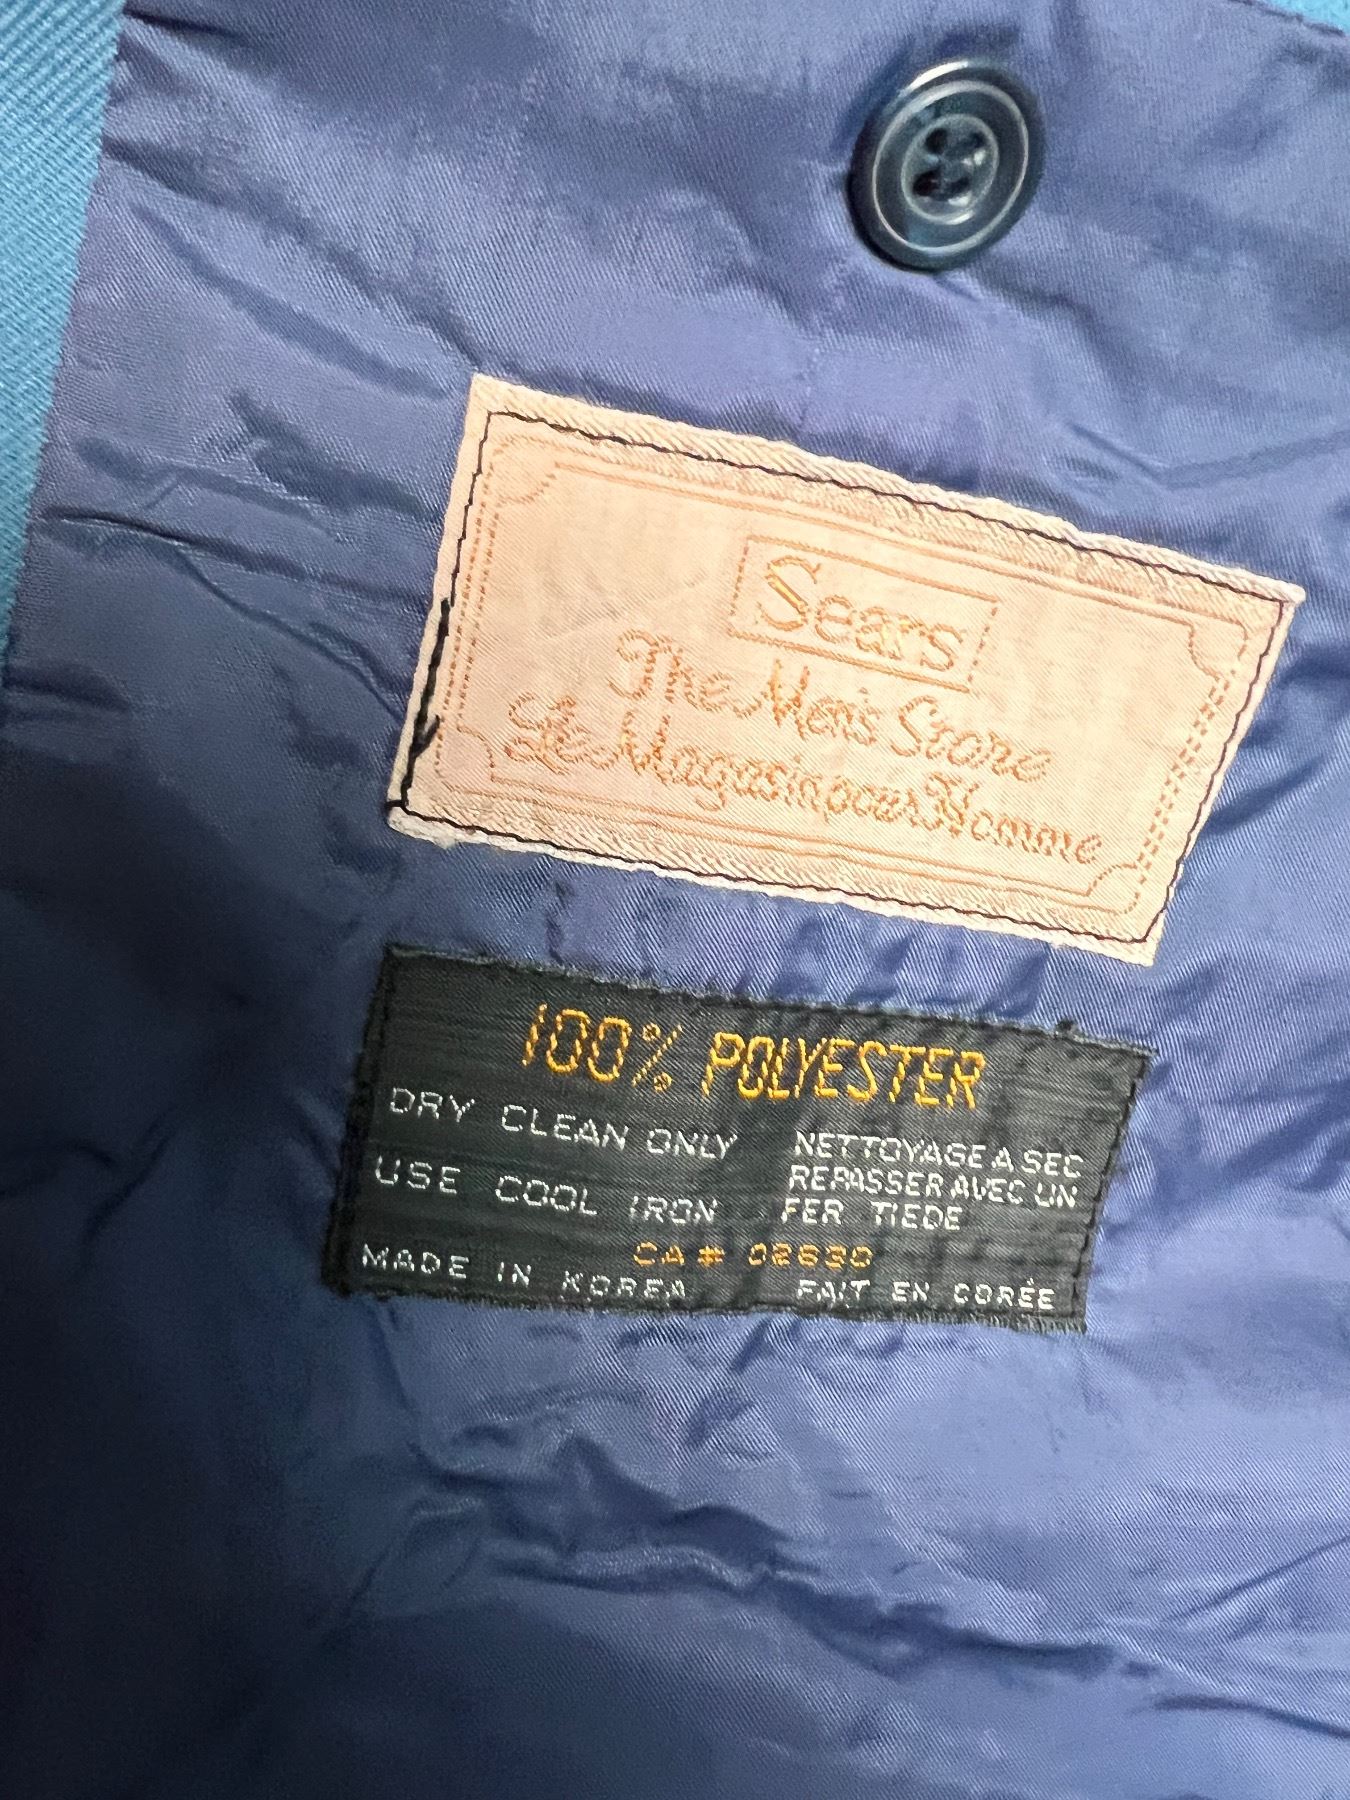 Sears
The Men's Store
Le Magasin pour Homme
100% POLYESTER
DRY CLEAN ONLY
USE COOL IRON
NETTOYAGE A SEC
REPASSER AVEC UN
FER TIEDE
CA# 02630
MADE IN KOREA
FAIT EN CORÉE